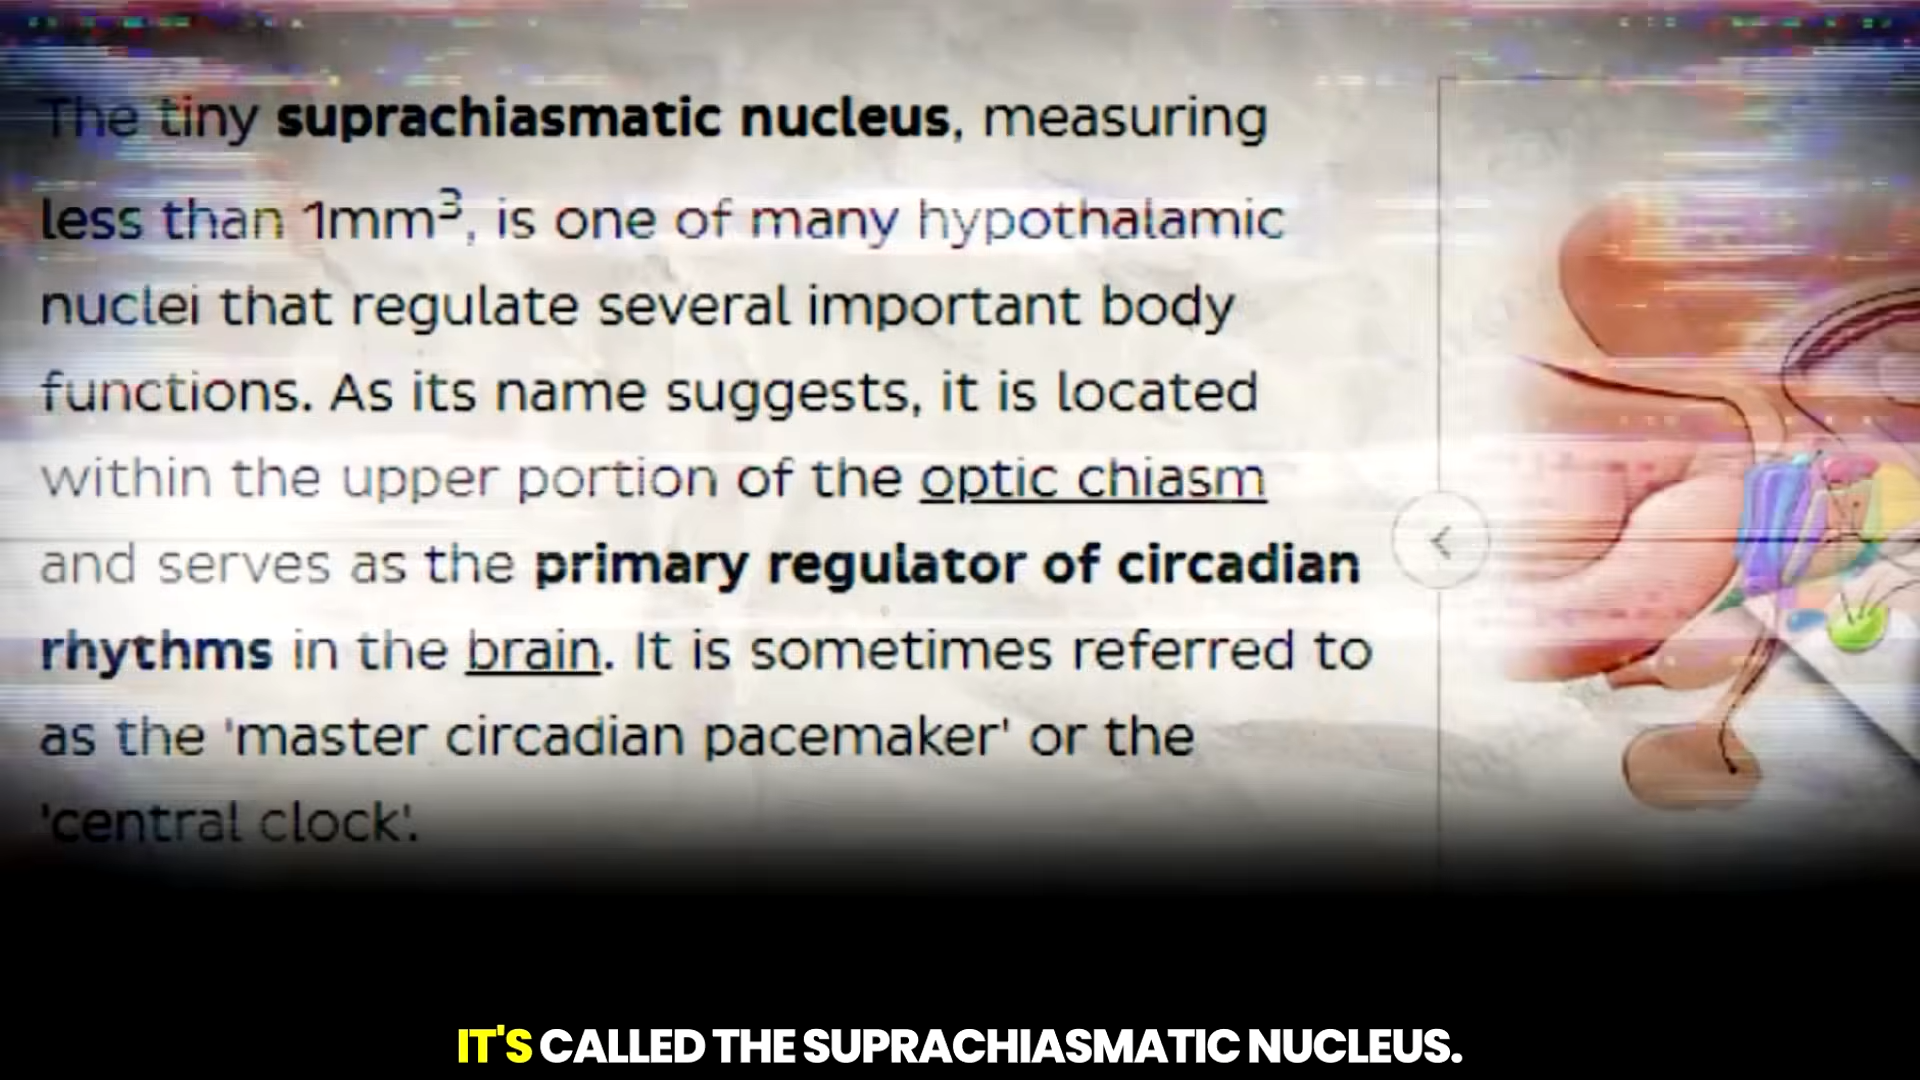 The tiny suprachiasmatic nucleus, measuring
less than 1mm³, is one of many hypothalamic
nuclei that regulate several important body
functions. As its name suggests, it is located
within the upper portion of the optic chiasm
and serves as the primary regulator of circadian
rhythms in the brain. It is sometimes referred to
as the 'master circadian pacemaker' or the
'central clock'.
IT'S CALLED THE SUPRACHIASMATIC NUCLEUS.